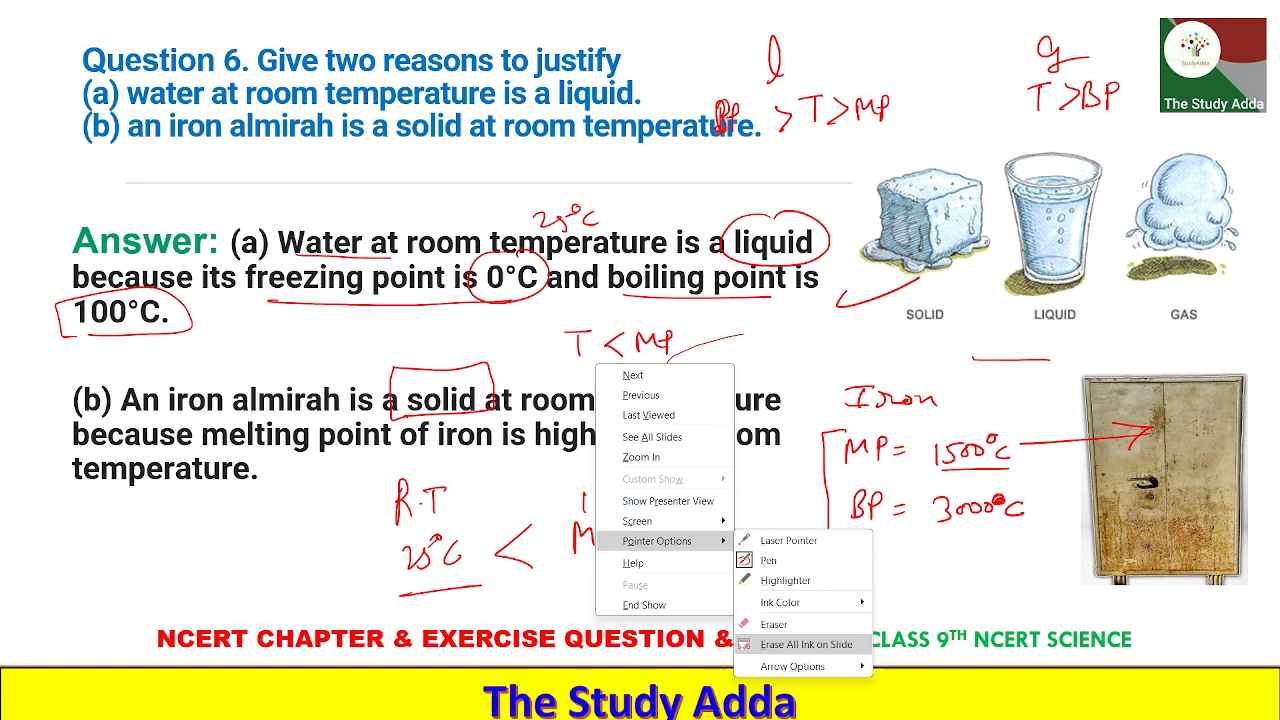 Question 6. Give two reasons to justify
(a) water at room temperature is a liquid.
(b) an iron almirah is a solid at room temperature.
l
BP > T > MP
g
T > BP
StudyAdda
The Study Adda
25°C
Answer: (a) Water at room temperature is a liquid
because its freezing point is 0°C and boiling point is
100°C.
SOLID
LIQUID
GAS
T < MP
(b) An iron almirah is a solid at room ure
because melting point of iron is high om
temperature.
Iron
MP = 1500°C
BP = 3000°C
R.T
25°C <
M
Next
Previous
Last Viewed
See All Slides
Zoom In
Custom Show
Show Presenter View
Screen
Pointer Options
Help
Pause
End Show
Laser Pointer
Pen
Highlighter
Ink Color
Eraser
Erase All Ink on Slide
Arrow Options
NCERT CHAPTER & EXERCISE QUESTION & CLASS 9TH NCERT SCIENCE
The Study Adda